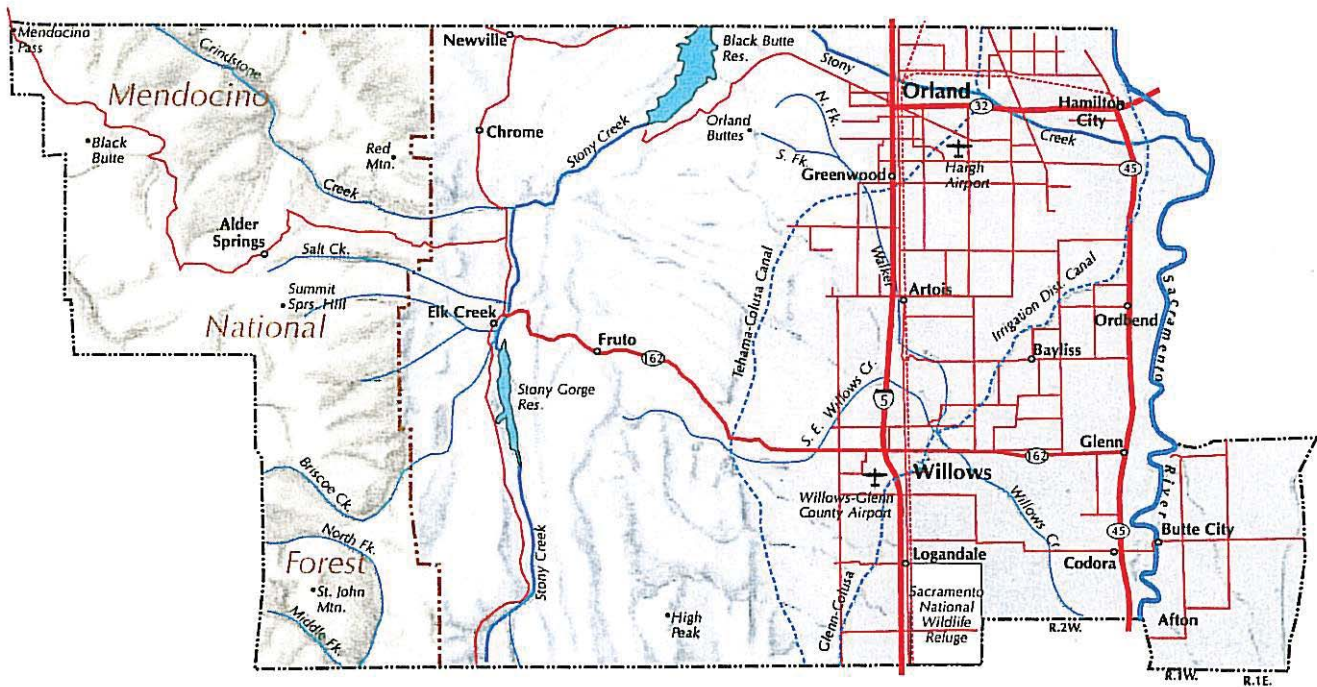 Mendocino
Pass
Grindstone
Newville
Black Butte
Res.
Stony
Orland
32
Hamilton
City
Mendocino
Black
Butte
Red
Mtn.
Chrome
Stony Creek
Orland
Buttes
N. Fk.
S. Fk.
Creek
Hargh
Airport
45
Greenwood
Creek
Alder
Springs
Salt Ck.
Summit
Sprs. Hill
National
Elk Creek
Fruto
162
Tehama-Colusa Canal
Walker
Artois
Irrigation Dist. Canal
Ordbend
Bayliss
Sacramento
River
Stony Gorge
Res.
S. E. Willows Cr.
5
Glenn
162
Willows
Willows-Glenn
County Airport
Willows Cr.
Briscoe Ck.
North Fk.
Forest
St. John
Mtn.
Middle Fk.
Stony Creek
High
Peak
Glenn-Colusa
Logandale
Sacramento
National
Wildlife
Refuge
45
Codora
Butte City
Afton
R.2W.
R.1W.
R.1E.